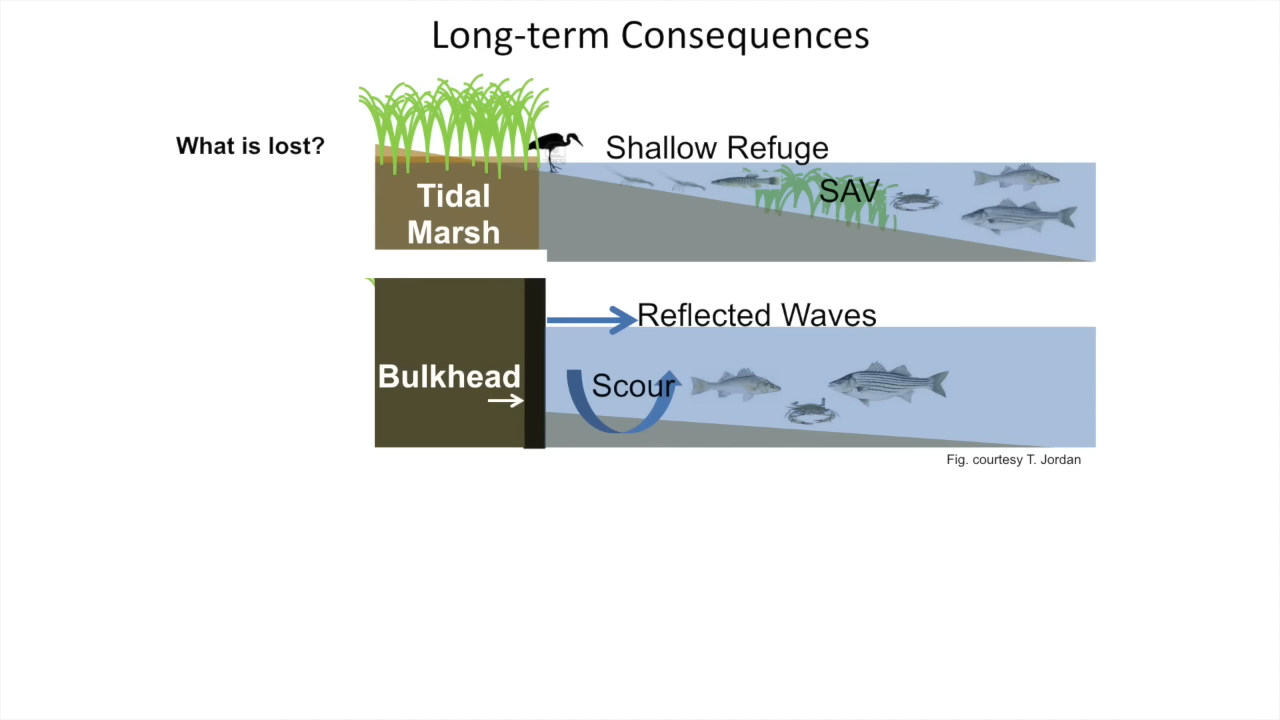 Long-term Consequences
What is lost?
Shallow Refuge
SAV
Tidal
Marsh
Reflected Waves
Bulkhead
Scour
Fig. courtesy T. Jordan